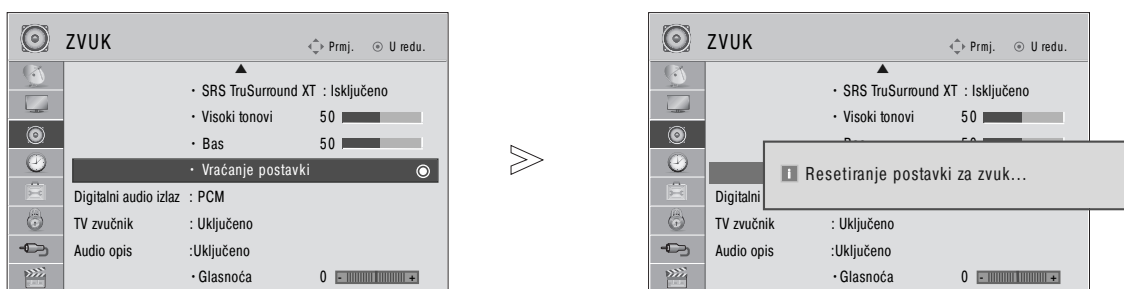 ZVUK Prmj. U redu.
• SRS TruSurround XT : Isključeno
• Visoki tonovi 50
• Bas 50
• Vraćanje postavki
Digitalni audio izlaz : PCM
TV zvučnik : Uključeno
Audio opis :Uključeno
• Glasnoća 0 - +
>>
ZVUK Prmj. U redu.
• SRS TruSurround XT : Isključeno
• Visoki tonovi 50
i Resetiranje postavki za zvuk...
Digitalni
TV zvučnik : Uključeno
Audio opis :Uključeno
• Glasnoća 0 - +